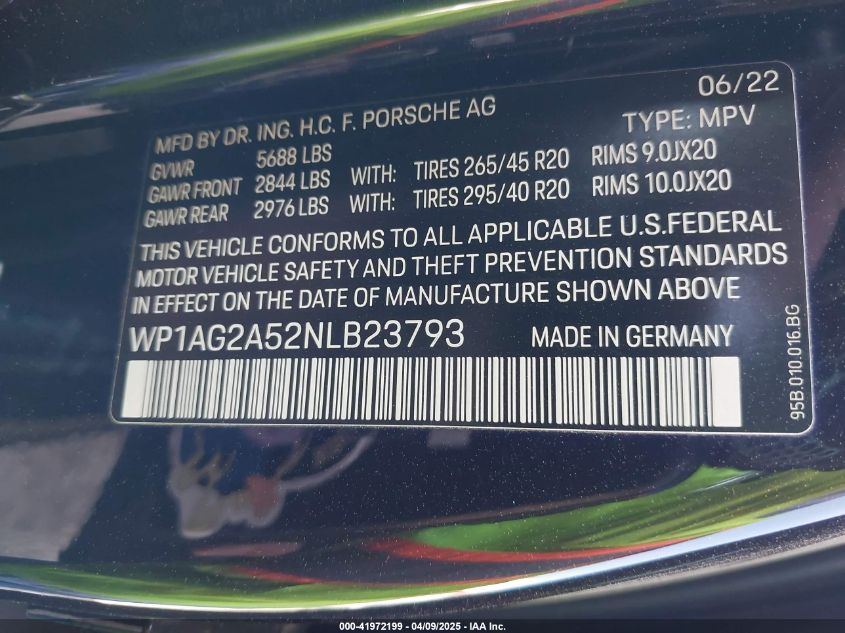 06/22
MFD BY DR. ING. H.C. F. PORSCHE AG TYPE: MPV
GVWR 5688 LBS
GAWR FRONT 2844 LBS WITH: TIRES 265/45 R20 RIMS 9.0JX20
GAWR REAR 2976 LBS WITH: TIRES 295/40 R20 RIMS 10.0JX20
THIS VEHICLE CONFORMS TO ALL APPLICABLE U.S.FEDERAL
MOTOR VEHICLE SAFETY AND THEFT PREVENTION STANDARDS
IN EFFECT ON THE DATE OF MANUFACTURE SHOWN ABOVE
WP1AG2A52NLB23793 MADE IN GERMANY
95B.010.016.BG
000-41972199 - 04/09/2025 - IAA Inc.